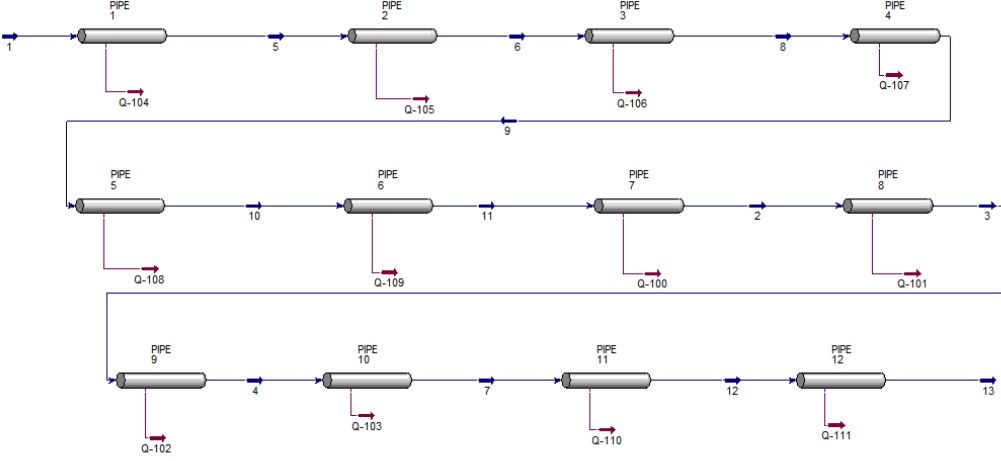 PIPE
1
PIPE
2
PIPE
3
PIPE
4
1
5
6
8
Q-104
Q-105
Q-106
Q-107
9
PIPE
5
PIPE
6
PIPE
7
PIPE
8
10
11
2
3
Q-108
Q-109
Q-100
Q-101
PIPE
9
PIPE
10
PIPE
11
PIPE
12
4
7
12
13
Q-102
Q-103
Q-110
Q-111